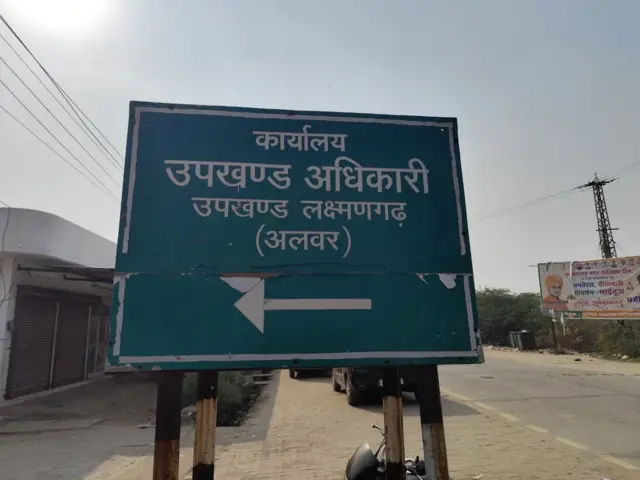 कार्यालय
उपखण्ड अधिकारी
उपखण्ड लक्ष्मणगढ़
(अलवर)